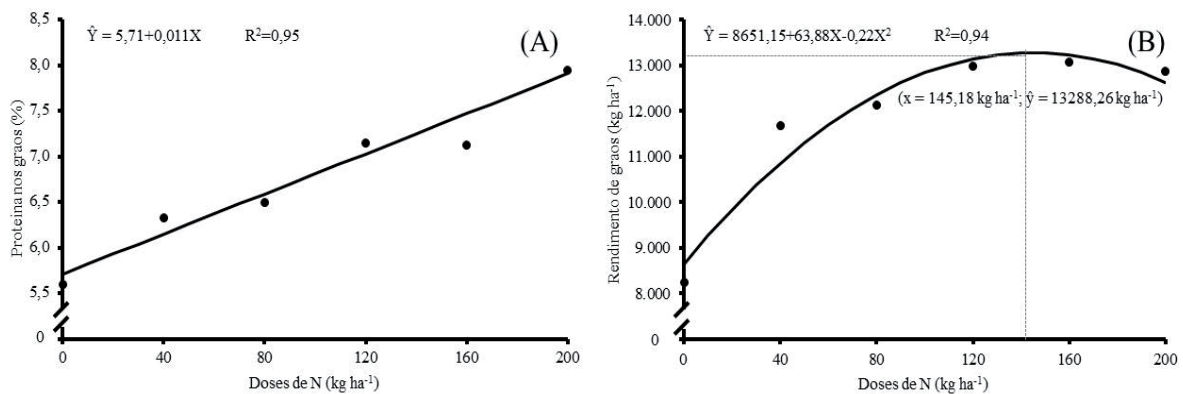 Ŷ = 5,71+0,011X R²=0,95
(A)
Proteína nos graos (%)
8,5
8,0
7,5
7,0
6,5
6,0
5,5
0
0 40 80 120 160 200
Doses de N (kg ha⁻¹)
Ŷ = 8651,15+63,88X-0,22X² R²=0,94
(B)
(x = 145,18 kg ha⁻¹; ŷ = 13288,26 kg ha⁻¹)
Rendimento de graos (kg ha⁻¹)
14.000
13.000
12.000
11.000
10.000
9.000
8.000
0
0 40 80 120 160 200
Doses de N (kg ha⁻¹)